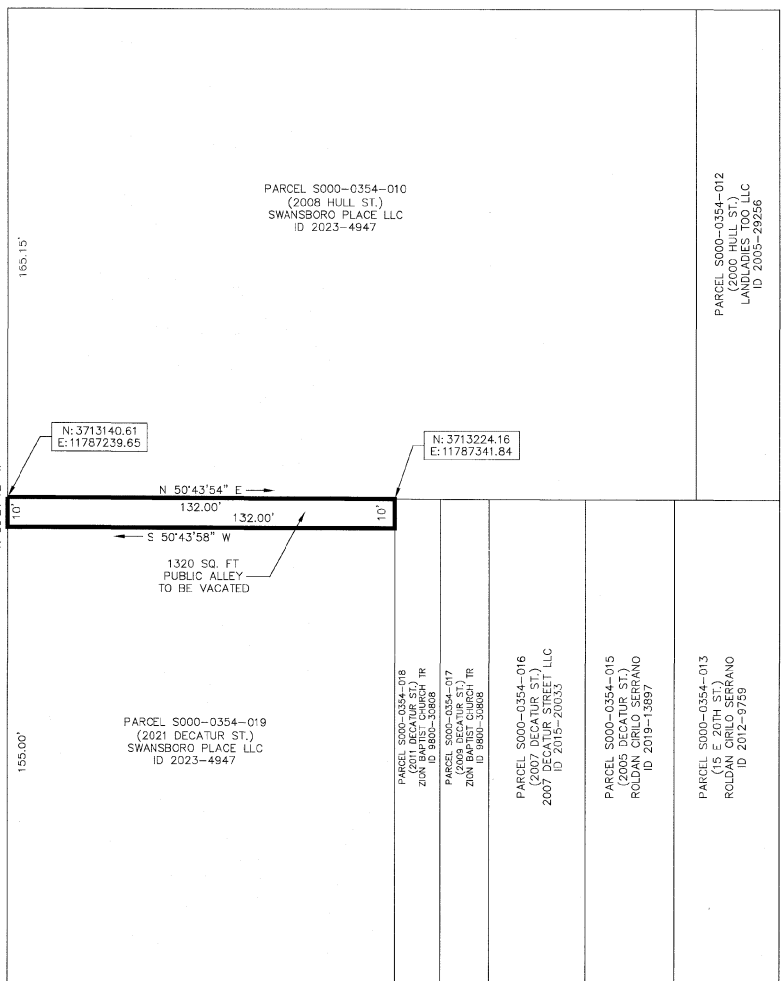 PARCEL S000-0354-010
(2008 HULL ST.)
SWANSBORO PLACE LLC
ID 2023-4947
PARCEL S000-0354-012
(2000 HULL ST.)
LANDLADIES TOO LLC
ID 2005-29256
165.15'
N: 3713140.61
E: 11787239.65
N: 3713224.16
E: 11787341.84
N 50°43'54" E
10'
132.00'
132.00'
10'
S 50°43'58" W
1320 SQ. FT
PUBLIC ALLEY
TO BE VACATED
155.00'
PARCEL S000-0354-019
(2021 DECATUR ST.)
SWANSBORO PLACE LLC
ID 2023-4947
PARCEL S000-0354-018
(2011 DECATUR ST.)
ZION BAPTIST CHURCH TR
ID 9800-30808
PARCEL S000-0354-017
(2009 DECATUR ST.)
ZION BAPTIST CHURCH TR
ID 9800-30808
PARCEL S000-0354-016
(2007 DECATUR ST.)
2007 DECATUR STREET LLC
ID 2015-20033
PARCEL S000-0354-015
(2005 DECATUR ST.)
ROLDAN CIRILO SERRANO
ID 2019-13897
PARCEL S000-0354-013
(15 E 20TH ST.)
ROLDAN CIRILO SERRANO
ID 2012-9759